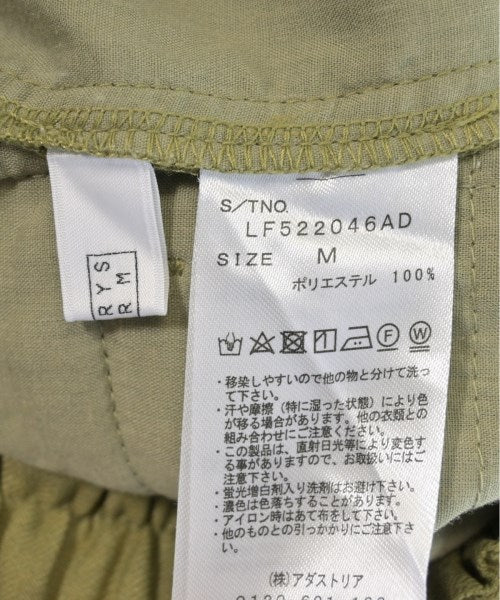 RYS
RM
S/TNO.
LF522046AD
SIZE M
ポリエステル 100%
・移染しやすいので他の物と分けて洗っ
て下さい。
・汗や摩擦（特に湿った状態）により色
が移る場合があります。他の衣類との
組み合わせにご注意ください。
・この製品は、直射日光等により変色す
る事がありますので、お取扱いにはご
注意下さい。
・蛍光増白剤入り洗剤はお避け下さい。
・濃色は色落ちすることがあります。
・アイロン時はあて布をして下さい。
・他のものとの引っかかりにご注意下さ
い。
(株)アダストリア